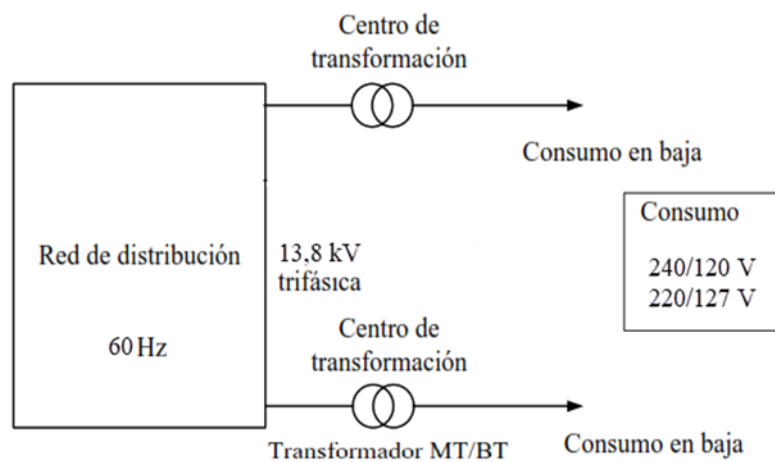 Centro de
transformación
Consumo en baja
Consumo
240/120 V
220/127 V
Red de distribución
60 Hz
13,8 kV
trifásica
Centro de
transformación
Transformador MT/BT
Consumo en baja